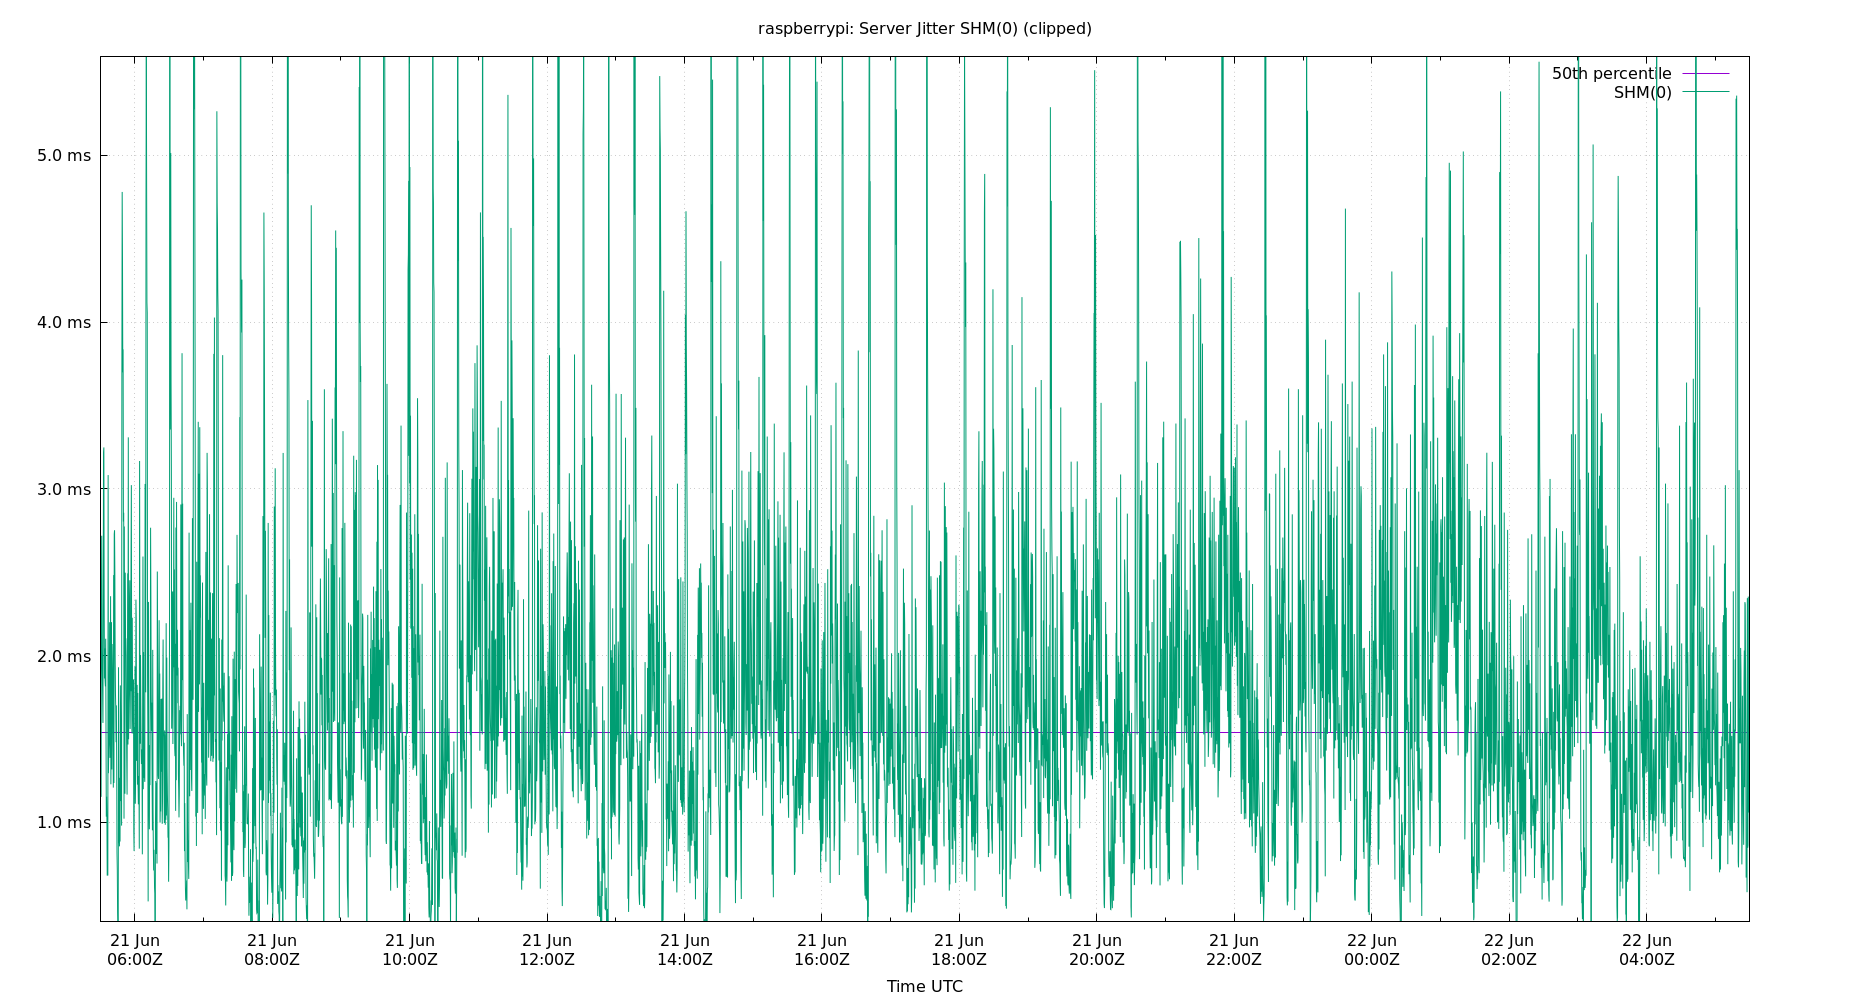 raspberrypi: Server Jitter SHM(0) (clipped)
50th percentile
SHM(0)
5.0 ms
4.0 ms
3.0 ms
2.0 ms
1.0 ms
21 Jun 21 Jun 21 Jun 21 Jun 21 Jun 21 Jun 21 Jun 21 Jun 21 Jun 22 Jun 22 Jun 22 Jun
06:00Z 08:00Z 10:00Z 12:00Z 14:00Z 16:00Z 18:00Z 20:00Z 22:00Z 00:00Z 02:00Z 04:00Z
Time UTC